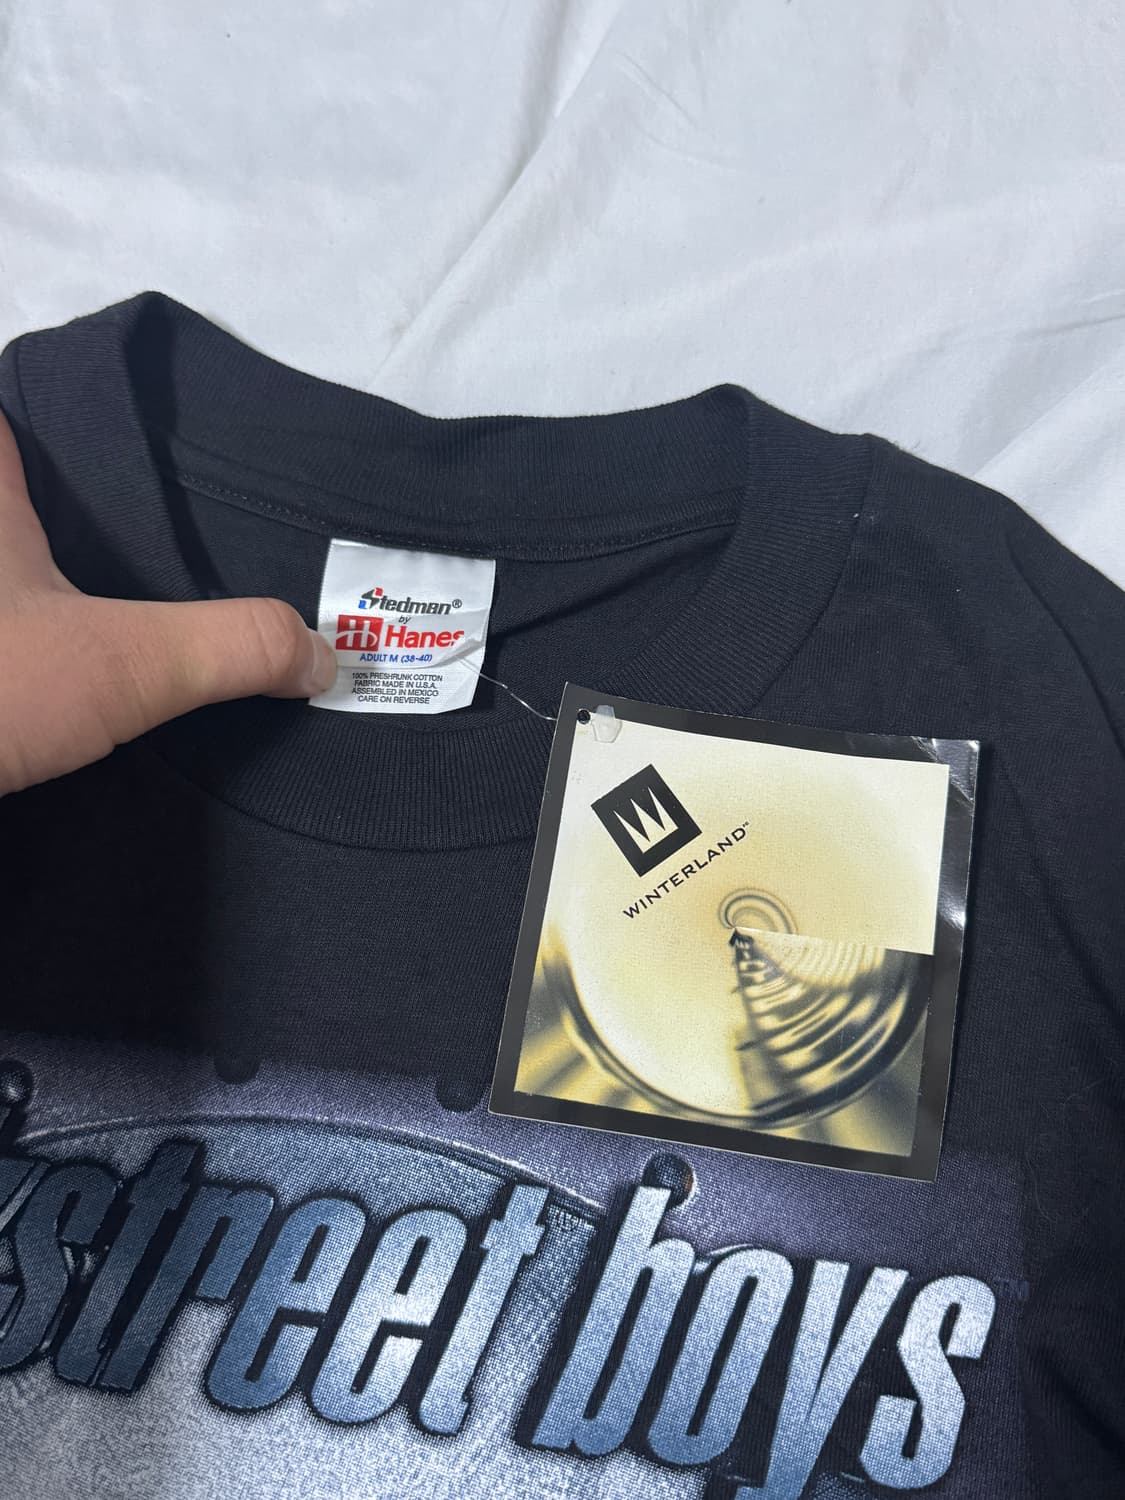 Stedman®
by
Hanes
ADULT M (38-40)
100% PRESHRUNK COTTON
FABRIC MADE IN U.S.A.
ASSEMBLED IN MEXICO
CARE ON REVERSE
W
WINTERLAND™
street boys™